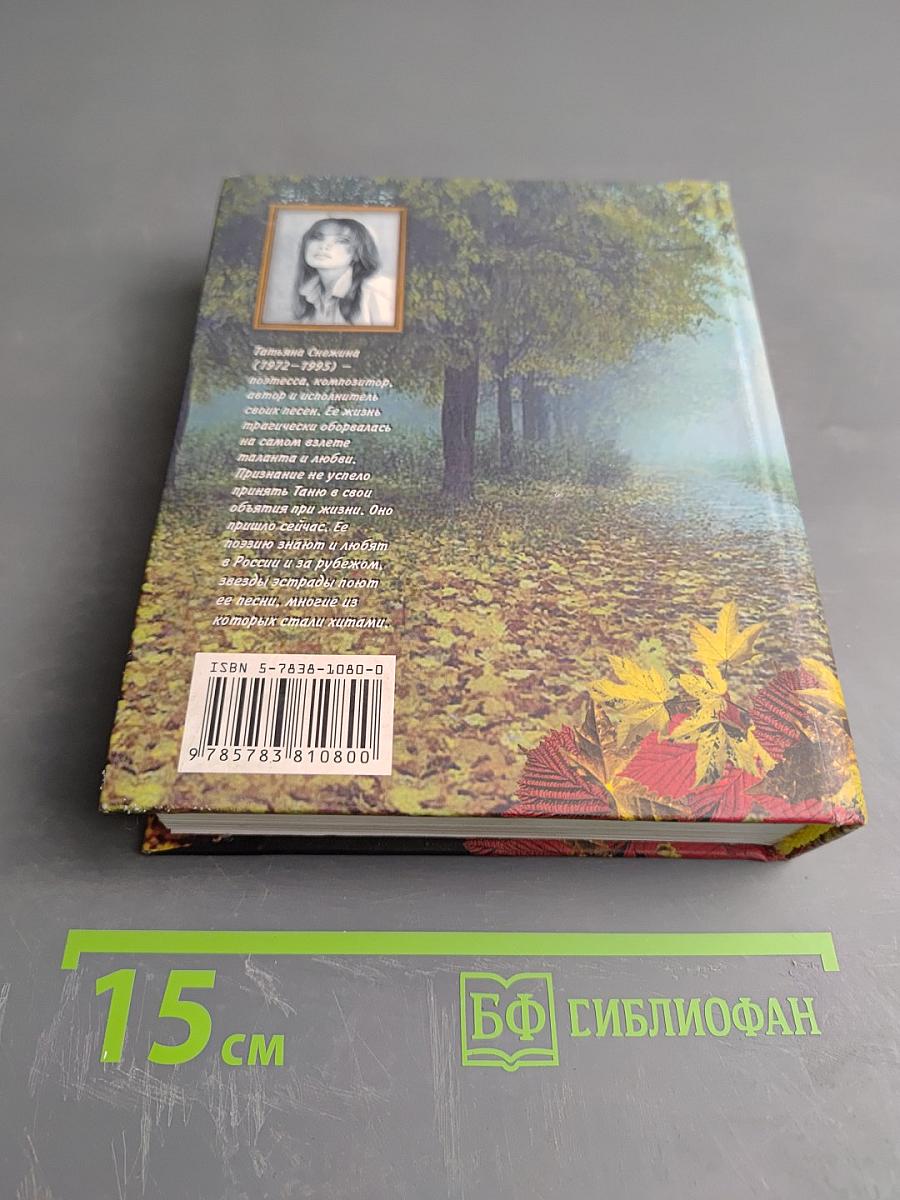 Татьяна Снежина
(1972–1995) –
поэтесса, композитор,
автор и исполнитель
своих песен. Ее жизнь
трагически оборвалась
на самом взлете
таланта и любви.
Признание не успело
принять Таню в свои
объятия при жизни. Оно
пришло сейчас. Ее
поэзию знают и любят
в России и за рубежом,
звезды эстрады поют
ее песни, многие из
которых стали хитами.
ISBN 5-7838-1080-0
9 785783 810800
15 см
БФ БИБЛИОФАН